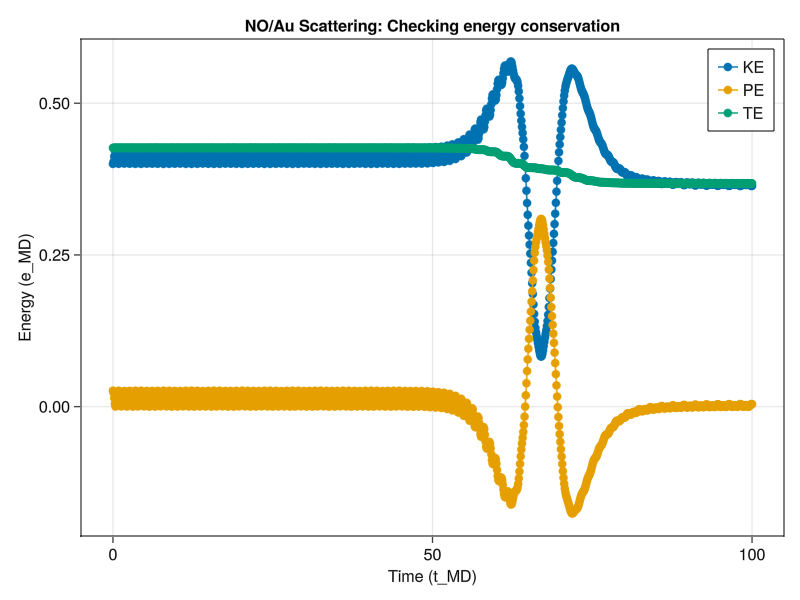 NO/Au Scattering: Checking energy conservation
KE
PE
TE
0.50
0.25
0.00
Energy (e_MD)
0
50
100
Time (t_MD)